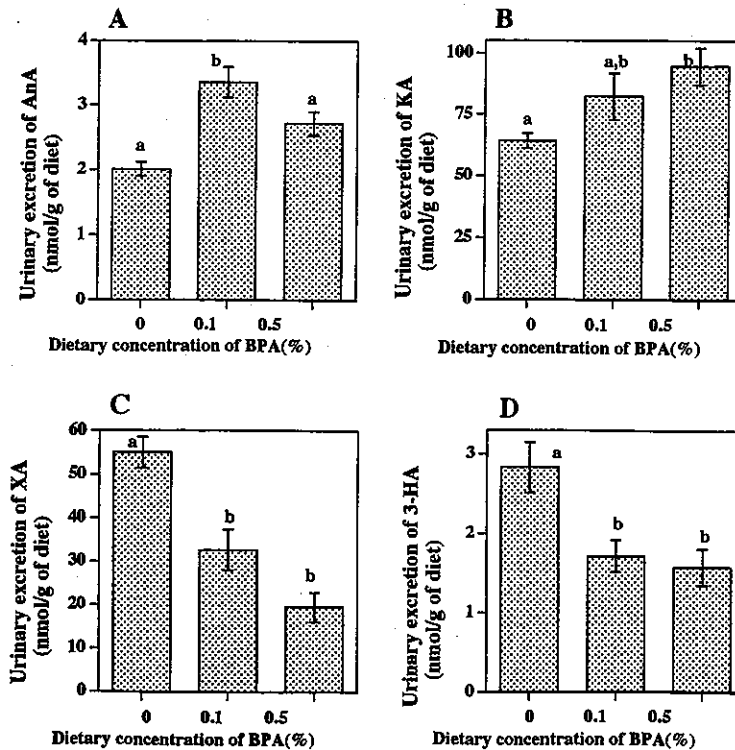 A
Urinary excretion of AnA
(nmol/g of diet)
4
3
2
1
0
a
b
a
0 0.1 0.5
Dietary concentration of BPA(%)
B
Urinary excretion of KA
(nmol/g of diet)
100
75
50
25
0
a
a,b
b
0 0.1 0.5
Dietary concentration of BPA(%)
C
Urinary excretion of XA
(nmol/g of diet)
60
50
40
30
20
10
0
a
b
b
0 0.1 0.5
Dietary concentration of BPA(%)
D
Urinary excretion of 3-HA
(nmol/g of diet)
3
2
1
0
a
b
b
0 0.1 0.5
Dietary concentration of BPA(%)